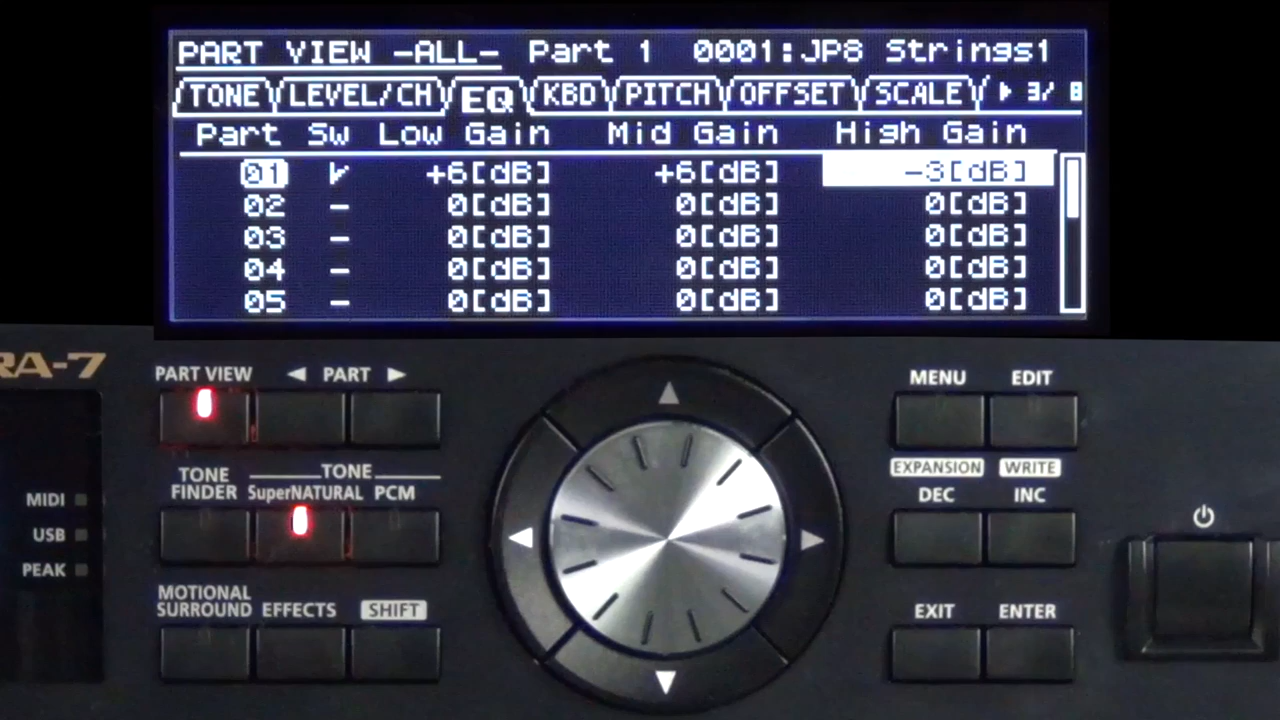 PART VIEW -ALL- Part 1 0001:JP8 Strings1
TONE LEVEL/CH EQ KBD PITCH OFFSET SCALE 3/ 8
Part Sw Low Gain Mid Gain High Gain
01 +6[dB] +6[dB] -3[dB]
02 - 0[dB] 0[dB] 0[dB]
03 - 0[dB] 0[dB] 0[dB]
04 - 0[dB] 0[dB] 0[dB]
05 - 0[dB] 0[dB] 0[dB]
RA-7
PART VIEW ◀ PART ▶
MENU EDIT
TONE
FINDER
TONE
SuperNATURAL PCM
EXPANSION WRITE
DEC INC
MIDI
USB
PEAK
MOTIONAL
SURROUND EFFECTS SHIFT
EXIT ENTER